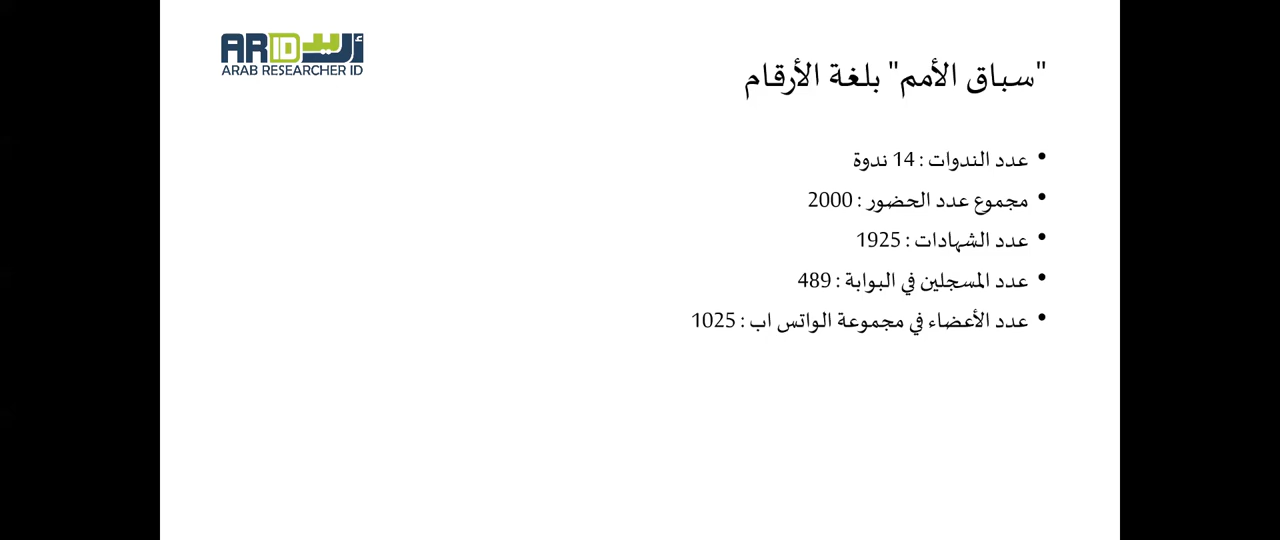 ARID أريد
ARAB RESEARCHER ID
"سباق الأمم" بلغة الأرقام
• عدد الندوات : 14 ندوة
• مجموع عدد الحضور : 2000
• عدد الشهادات : 1925
• عدد المسجلين في البوابة : 489
• عدد الأعضاء في مجموعة الواتس اب : 1025